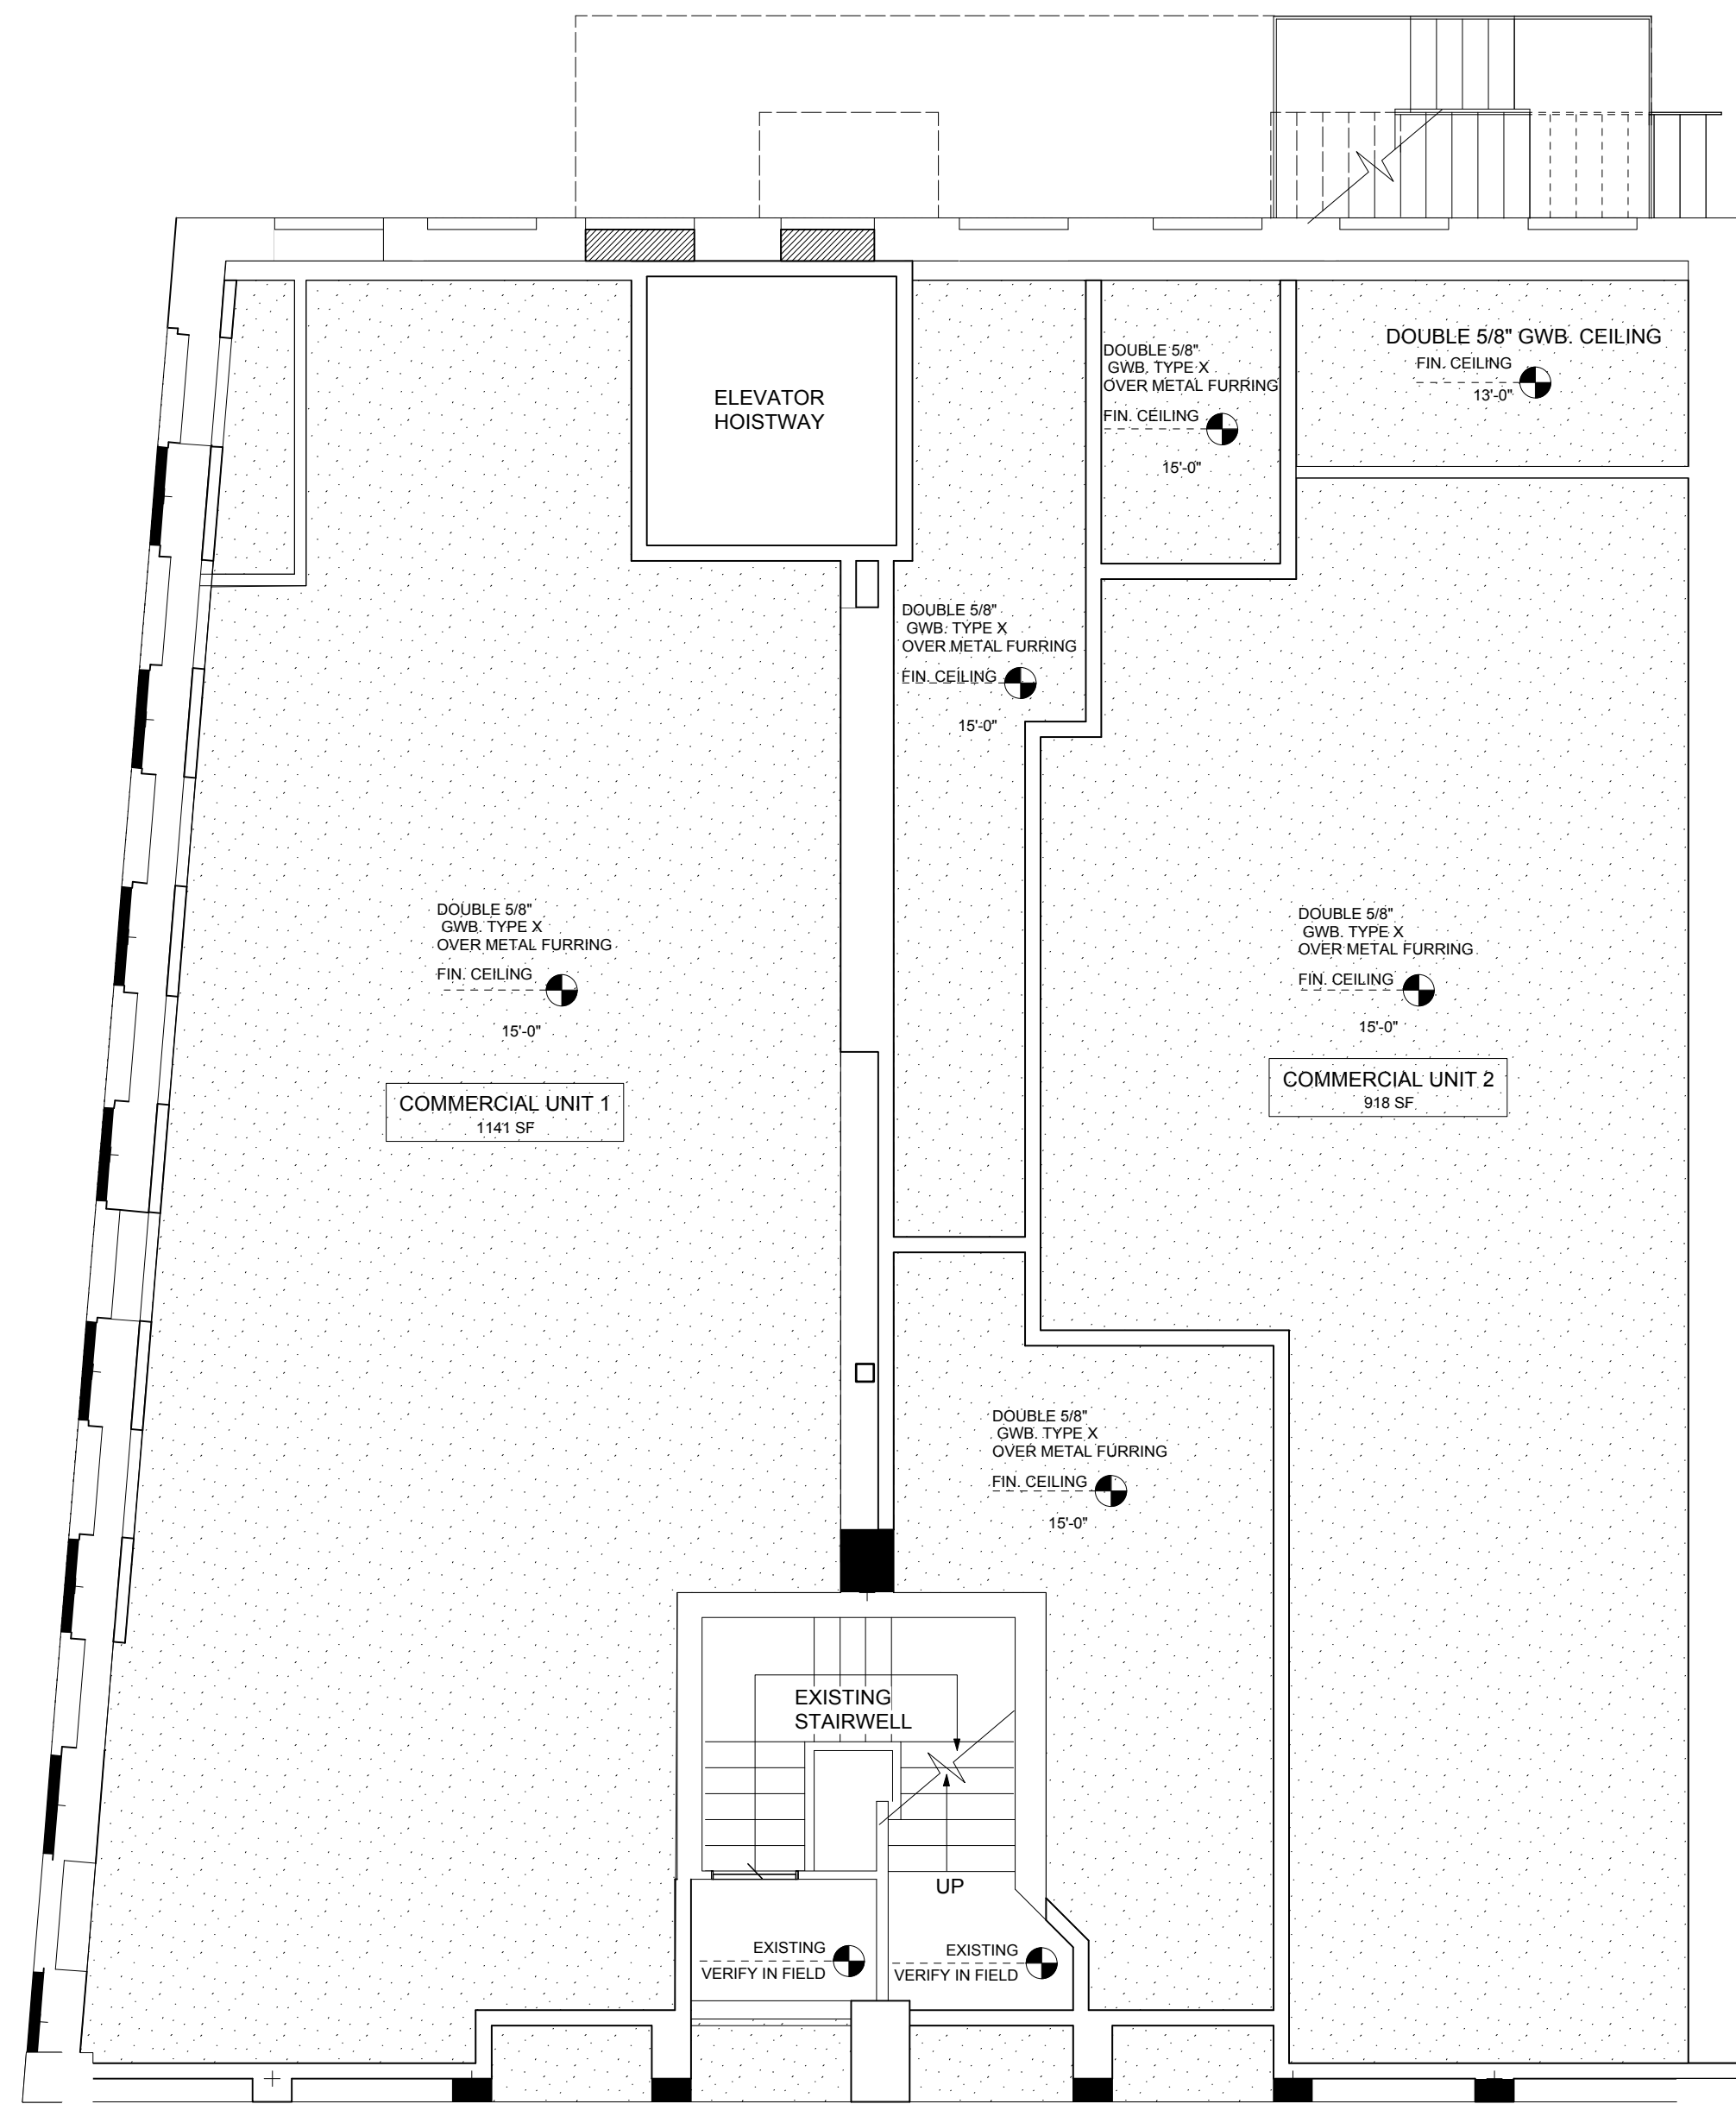 DOUBLE 5/8" GWB. CEILING
FIN. CEILING
13'-0"
DOUBLE 5/8"
GWB. TYPE X
OVER METAL FURRING
FIN. CEILING
15'-0"
ELEVATOR
HOISTWAY
DOUBLE 5/8"
GWB. TYPE X
OVER METAL FURRING
FIN. CEILING
15'-0"
DOUBLE 5/8"
GWB. TYPE X
OVER METAL FURRING
FIN. CEILING
15'-0"
COMMERCIAL UNIT 1
1141 SF
DOUBLE 5/8"
GWB. TYPE X
OVER METAL FURRING
FIN. CEILING
15'-0"
COMMERCIAL UNIT 2
918 SF
DOUBLE 5/8"
GWB. TYPE X
OVER METAL FURRING
FIN. CEILING
15'-0"
EXISTING
STAIRWELL
UP
EXISTING
VERIFY IN FIELD
EXISTING
VERIFY IN FIELD